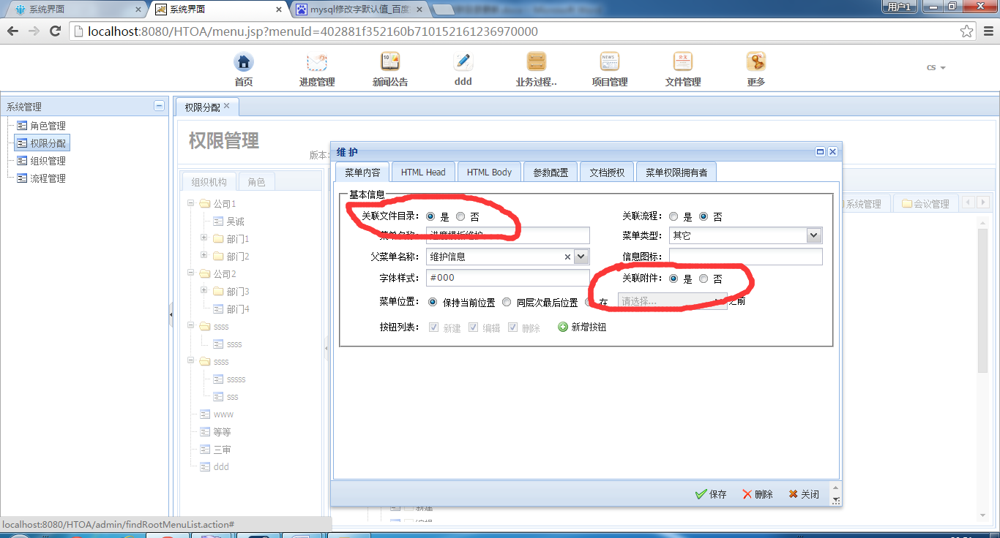 系统界面 系统界面 mysql修改字默认值_百度 用户1
localhost:8080/HTOA/menu.jsp?menuId=402881f352160b710152161236970000
首页 进度管理 新闻公告 ddd 业务过程.. 项目管理 文件管理 更多 cs
系统管理 权限分配
角色管理
权限分配
组织管理
流程管理
权限管理
版本:
组织机构 角色
公司1
吴诚
部门1
部门2
公司2
部门3
部门4
ssss
ssss
ssss
sssss
sss
www
等等
三审
ddd
系统管理 会议管理
维护
菜单内容 HTML Head HTML Body 参数配置 文档授权 菜单权限拥有者
基本信息
关联文件目录: 是 否 关联流程: 是 否
菜单名称: 进度模板维护 菜单类型: 其它
父菜单名称: 维护信息 信息图标:
字体样式: #000 关联附件: 是 否
菜单位置: 保持当前位置 同层次最后位置 在 请选择... 之前
按钮列表: 新建 编辑 删除 新增按钮
保存 删除 关闭
新建
编辑
localhost:8080/HTOA/admin/findRootMenuList.action#